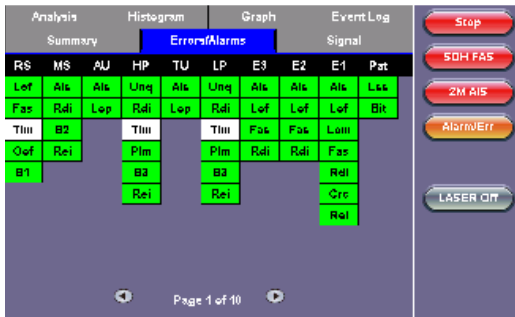 Analysis Histogram Graph Event Log
Summary Errors/Alarms Signal
RS MS AU HP TU LP E3 E2 E1 Pat
Lof Ais Ais Unq Ais Unq Ais Ais Ais Lss
Fas Rdi Lop Rdi Lop Rdi Lof Lof Lof Bit
Tim B2 Tim Tim Fas Fas Lom
Oof Rei Plm Plm Rdi Rdi Fas
B1 B3 B3 Rdi
Rei Rei Crc
Rei
Page 1 of 10
Stop
SDH FAS
2M AIS
Alarm/Err
LASER Off